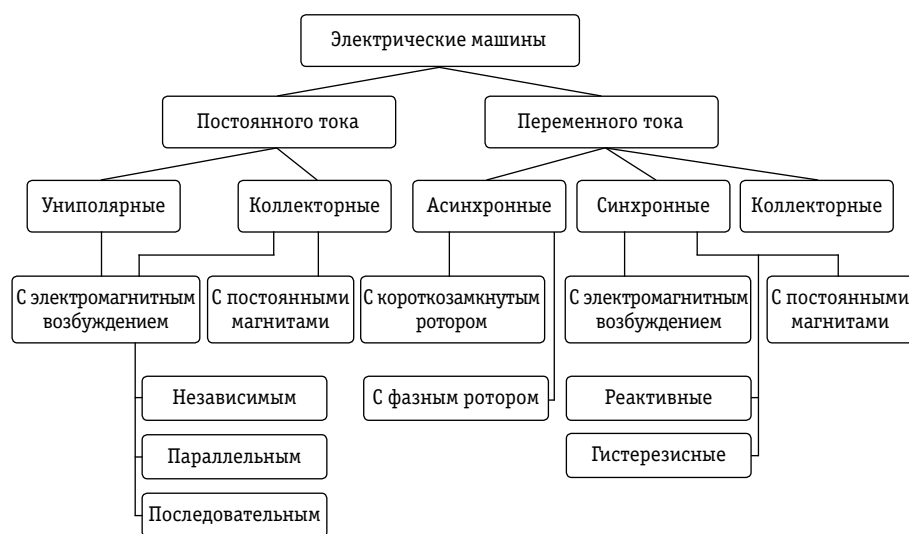 Электрические машины
Постоянного тока
Переменного тока
Униполярные
Коллекторные
Асинхронные
Синхронные
Коллекторные
С электромагнитным
возбуждением
С постоянными
магнитами
С короткозамкнутым
ротором
С электромагнитным
возбуждением
С постоянными
магнитами
Независимым
С фазным ротором
Реактивные
Параллельным
Гистерезисные
Последовательным